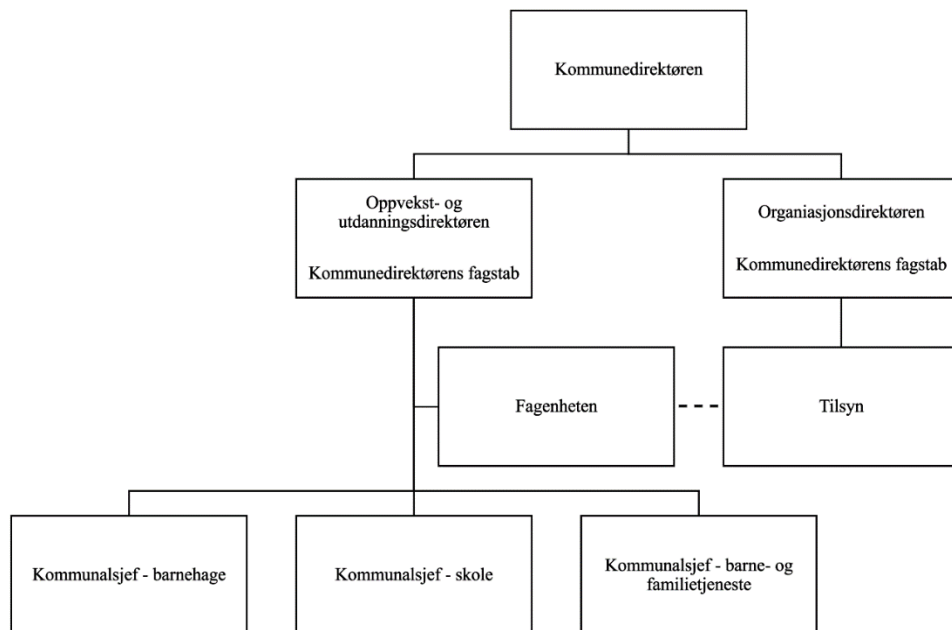 Kommunedirektøren
Oppvekst- og
utdanningsdirektøren
Kommunedirektørens fagstab
Organiasjonsdirektøren
Kommunedirektørens fagstab
Fagenheten
Tilsyn
Kommunalsjef - barnehage
Kommunalsjef - skole
Kommunalsjef - barne- og
familietjeneste